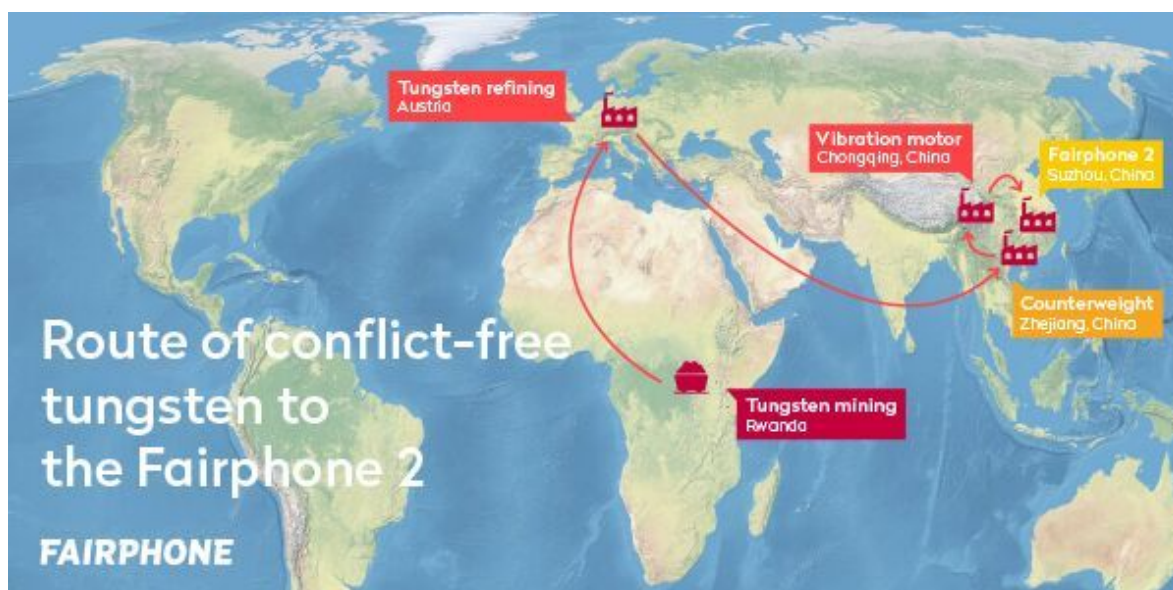 Tungsten refining
Austria
Vibration motor
Chongqing, China
Fairphone 2
Suzhou, China
Counterweight
Zhejiang, China
Tungsten mining
Rwanda
Route of conflict-free
tungsten to
the Fairphone 2
FAIRPHONE